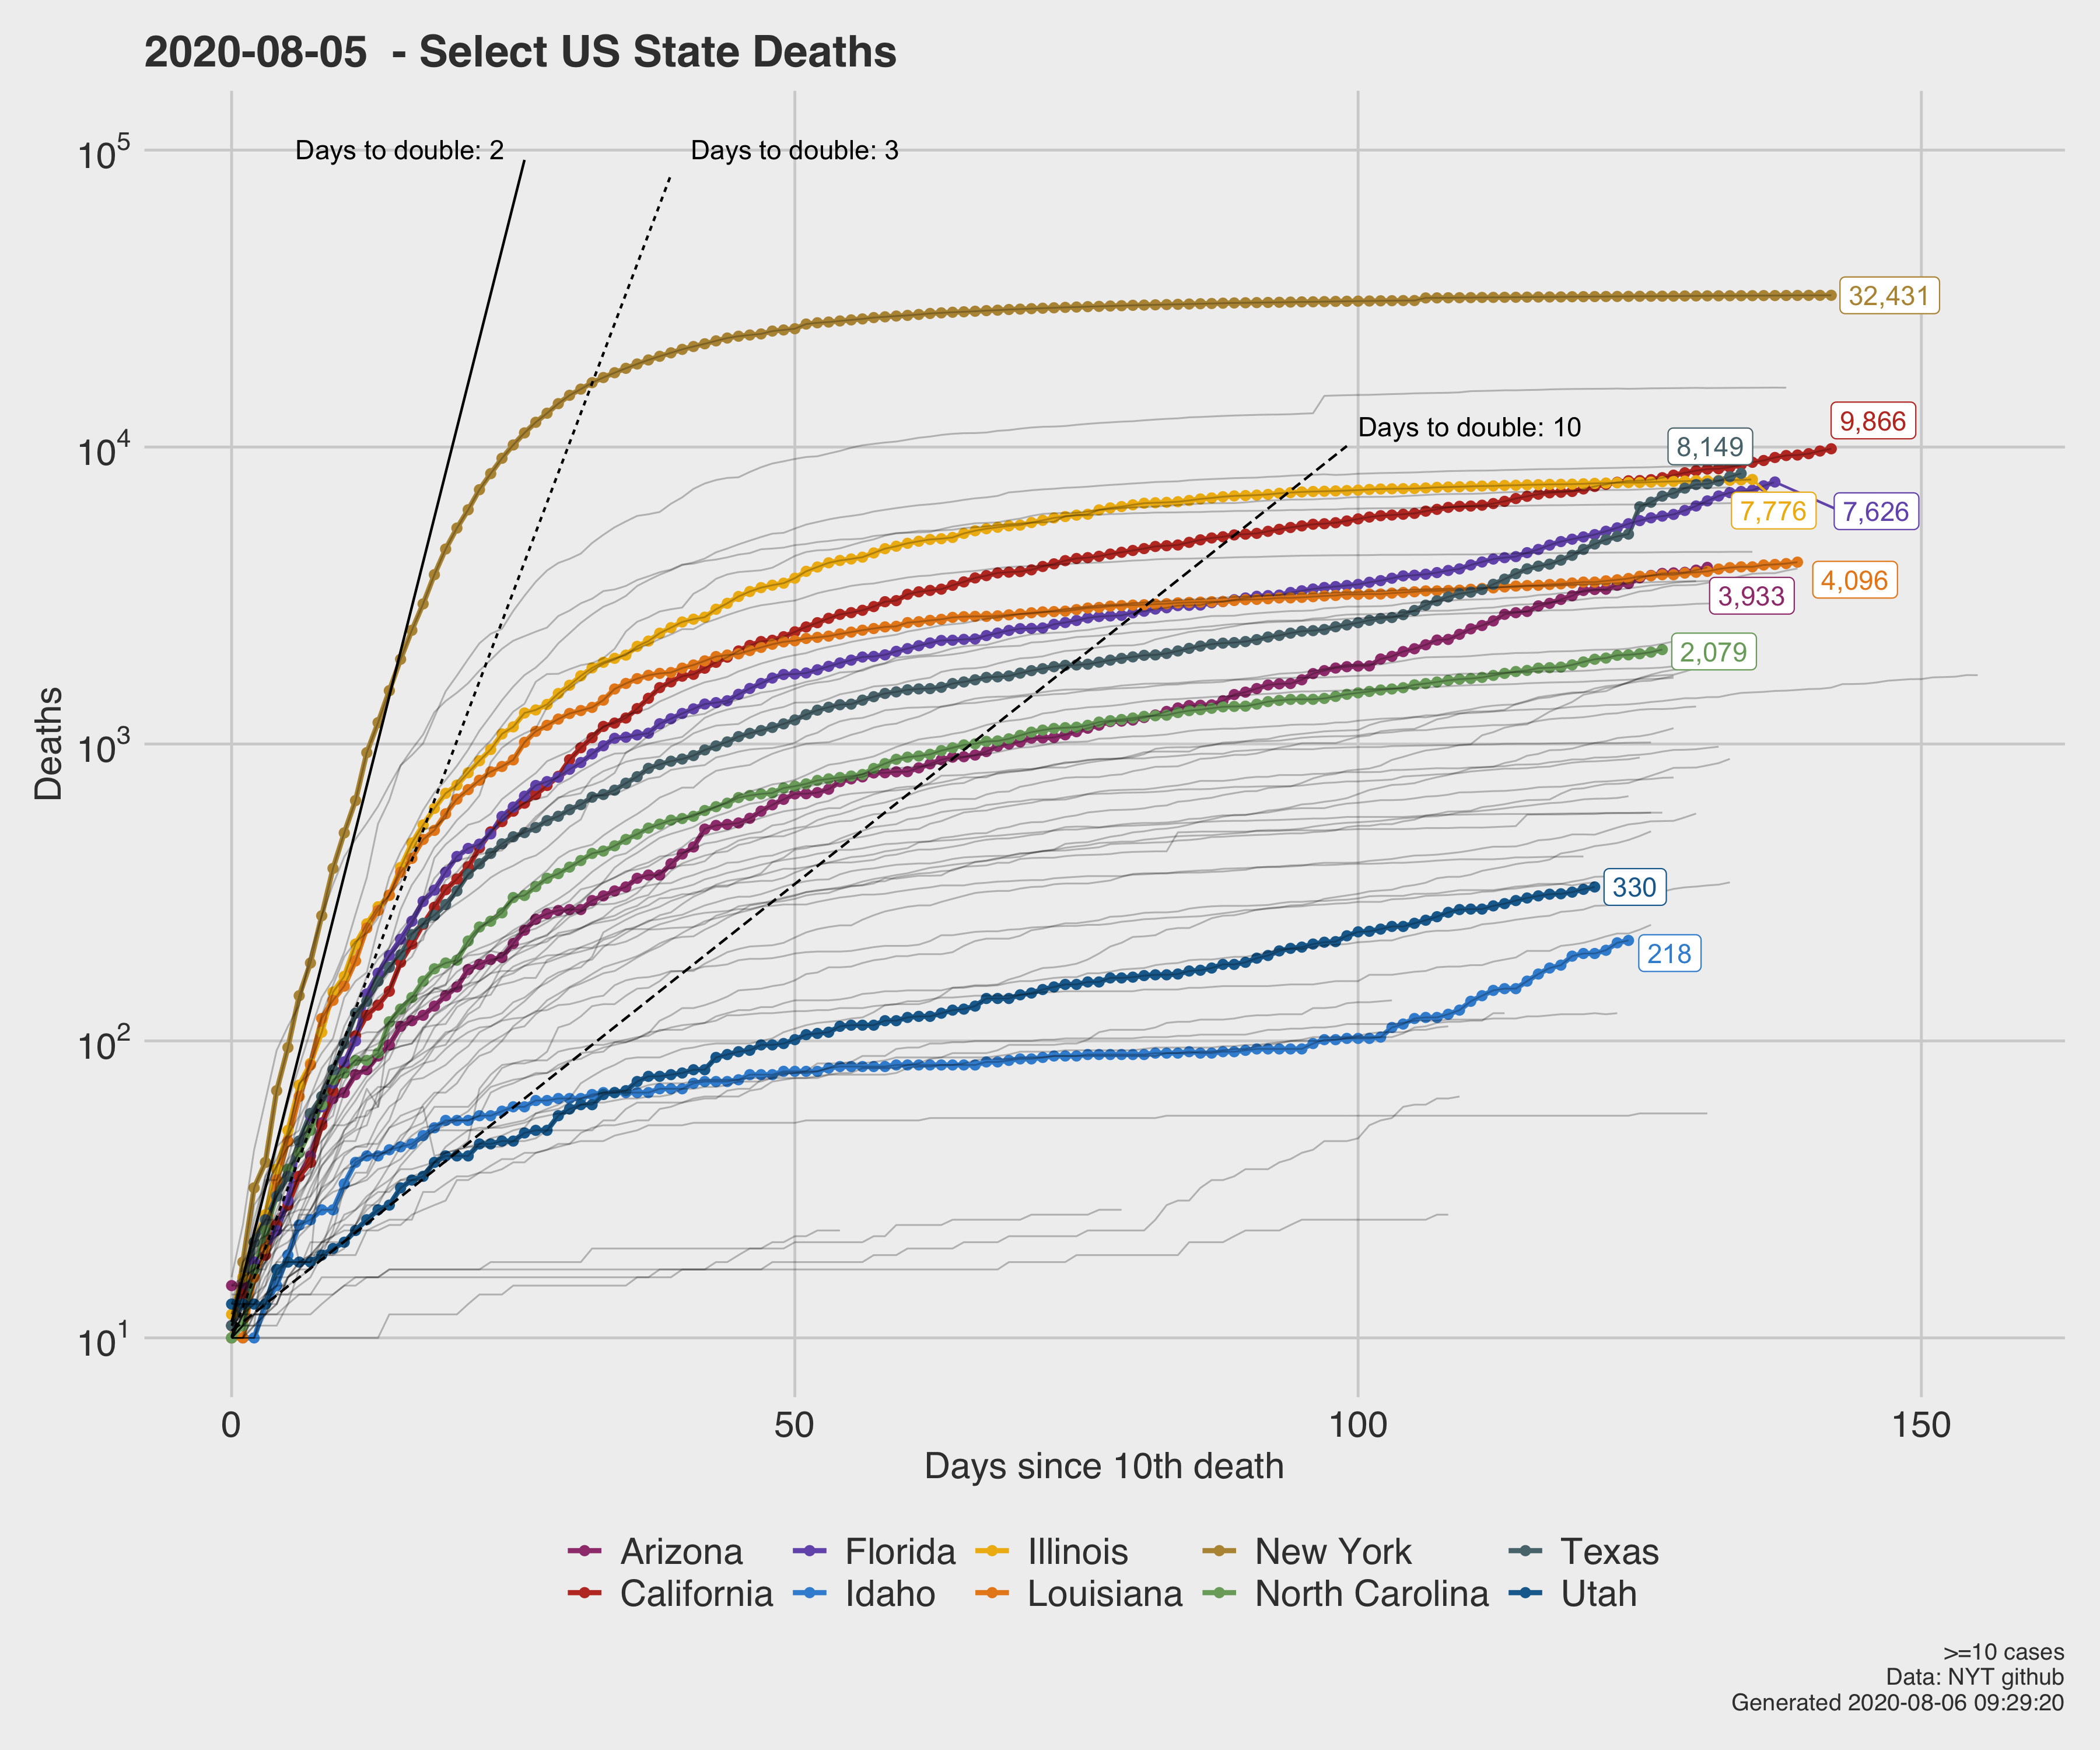 2020-08-05  - Select US State Deaths
Days to double: 2
Days to double: 3
Days to double: 10
32,431
9,866
8,149
7,776
7,626
4,096
3,933
2,079
330
218
10^5
10^4
10^3
10^2
10^1
Deaths
0 50 100 150
Days since 10th death
Arizona Florida Illinois New York Texas
California Idaho Louisiana North Carolina Utah
>=10 cases
Data: NYT github
Generated 2020-08-06 09:29:20